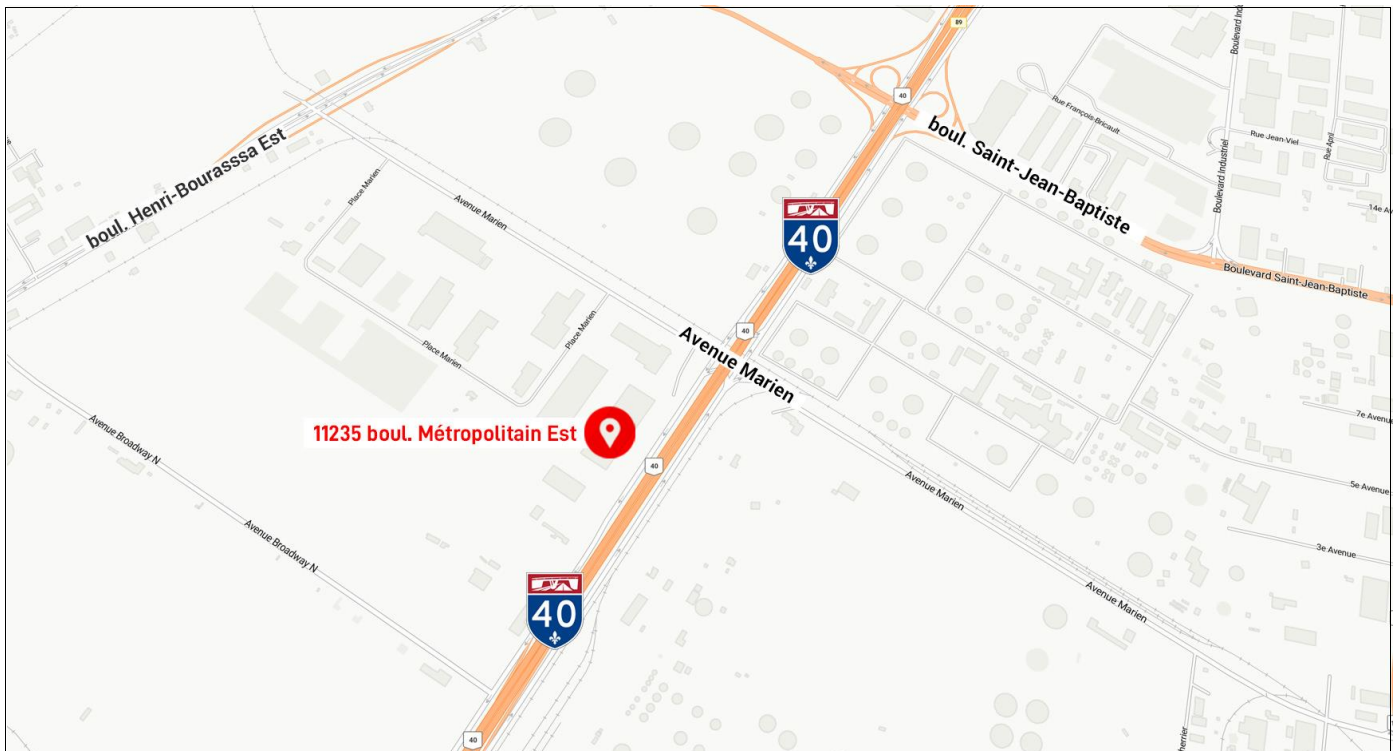 89
40
boul. Saint-Jean-Baptiste
Rue François-Bricault
Boulevard Industriel
Rue Jean-Viel
Rue April
Boulevard Industriel
14e Av
boul. Henri-Bourasssa Est
Place Marien
Avenue Marien
40
Boulevard Saint-Jean-Baptiste
40
Place Marien
Place Marien
Avenue Marien
11235 boul. Métropolitain Est
40
7e Avenue
Avenue Broadway N
Avenue Marien
5e Avenue
Avenue Broadway N
3e Avenue
40
Avenue Marien
40
herrier